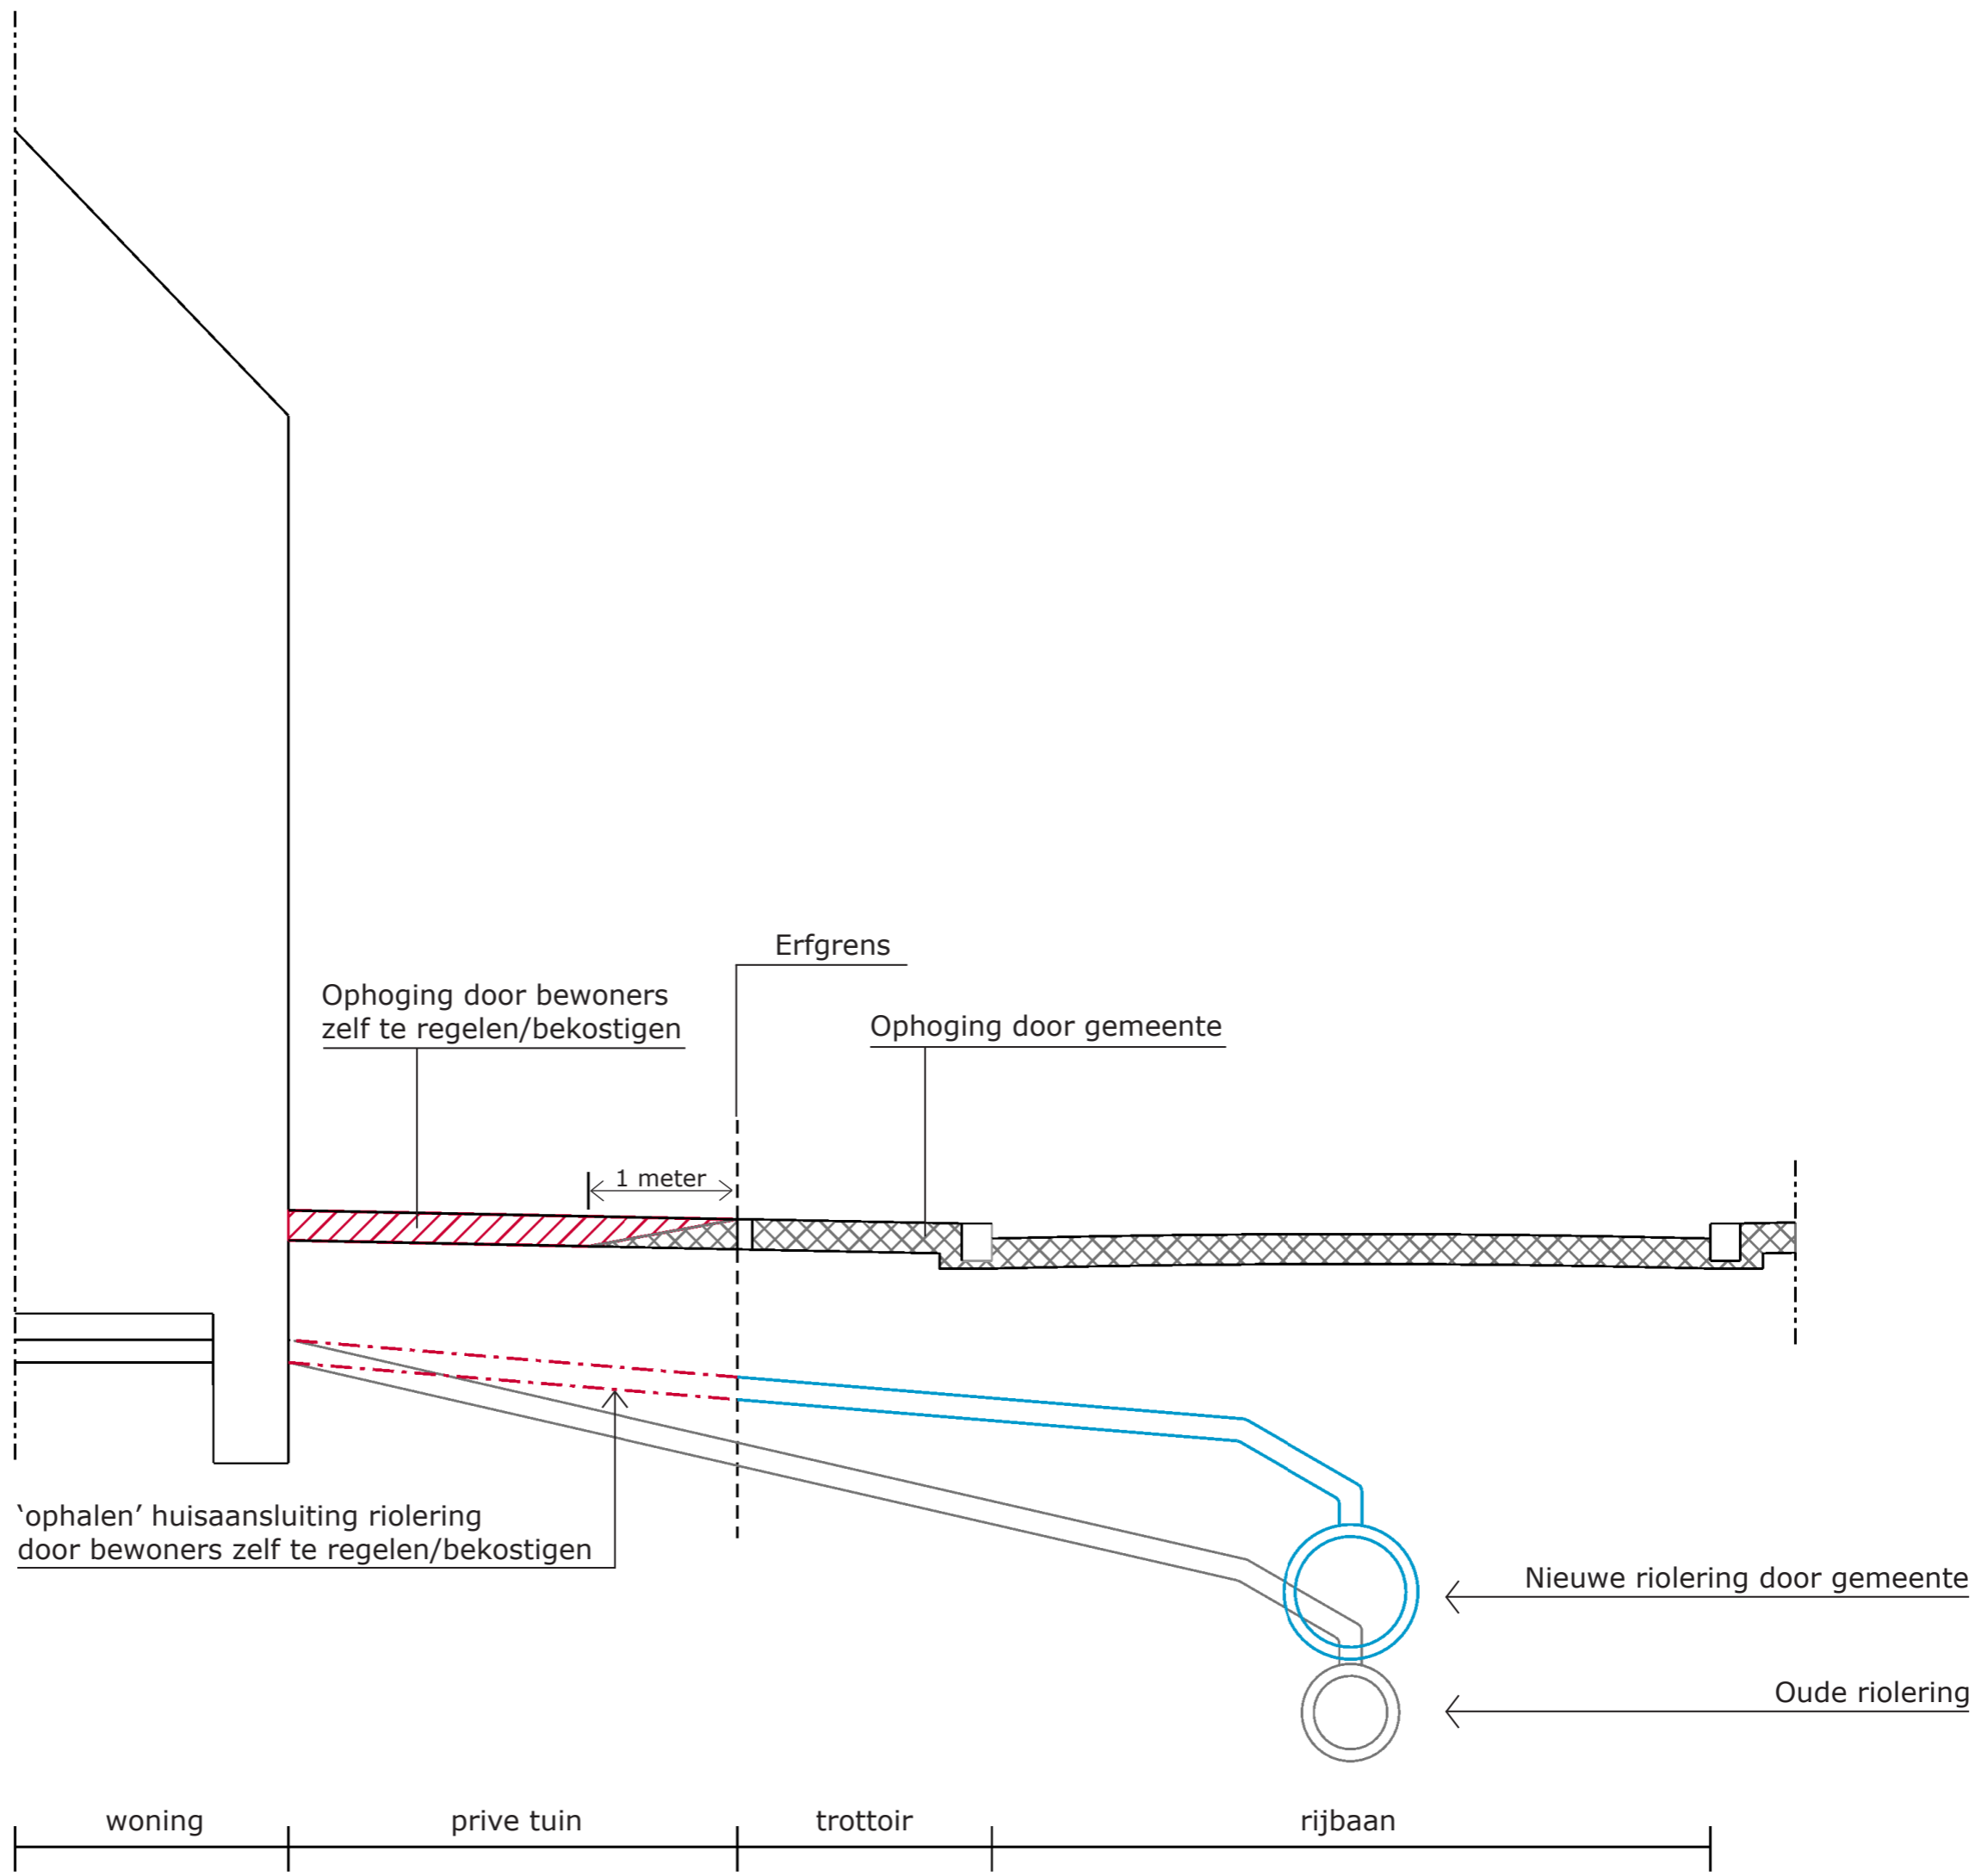 Erfgrens
Ophoging door bewoners
zelf te regelen/bekostigen
Ophoging door gemeente
1 meter
‘ophalen’ huisaansluiting riolering
door bewoners zelf te regelen/bekostigen
Nieuwe riolering door gemeente
Oude riolering
woning
prive tuin
trottoir
rijbaan